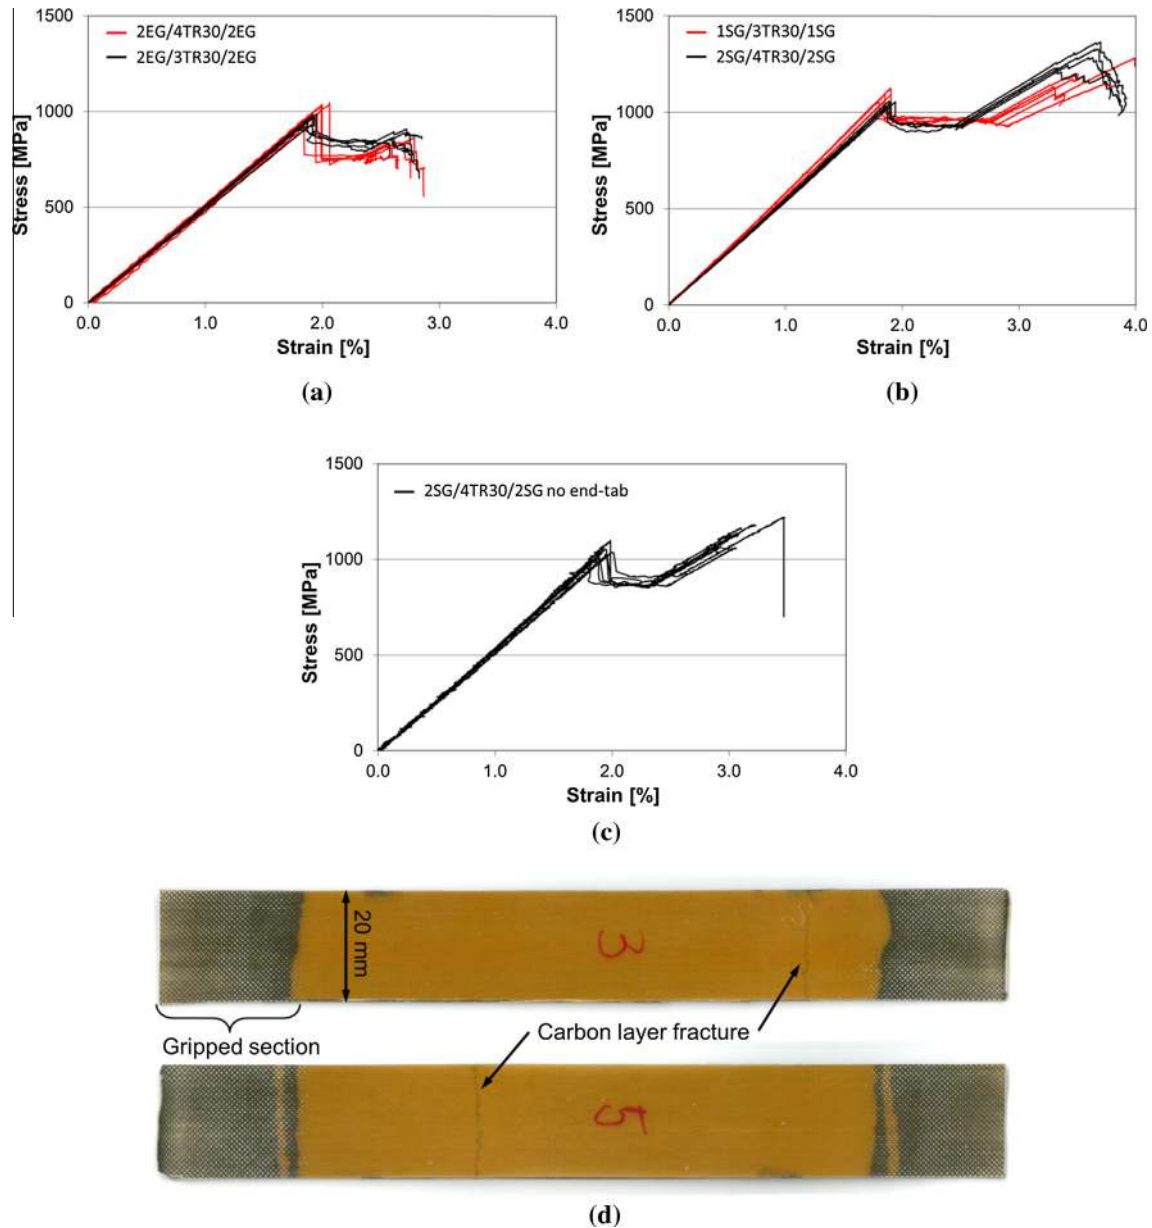 1500
1000
500
0
Stress [MPa]
2EG/4TR30/2EG
2EG/3TR30/2EG
0.0 1.0 2.0 3.0 4.0
Strain [%]
(a)
1500
1000
500
0
Stress [MPa]
1SG/3TR30/1SG
2SG/4TR30/2SG
0.0 1.0 2.0 3.0 4.0
Strain [%]
(b)
1500
1000
500
0
Stress [MPa]
2SG/4TR30/2SG no end-tab
0.0 1.0 2.0 3.0 4.0
Strain [%]
(c)
20 mm
3
Gripped section
Carbon layer fracture
5
(d)